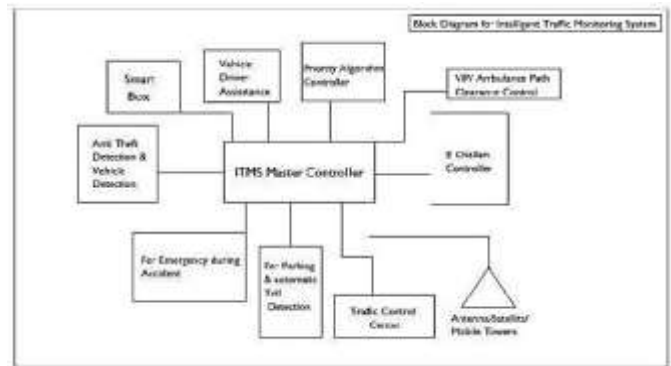 Block Diagram for Intelligent Traffic Monitoring System
Smart
Box
Vehicle
Driver
Assistance
Priority Algorithm
Controller
VIP/ Ambulance Path
Clearance Control
Anti Theft
Detection &
Vehicle
Detection
ITMS Master Controller
E Challan
Controller
For Emergency during
Accident
For Parking
& automatic
Toll
Detection
Traffic Control
Center
Antenna/Satellite/
Mobile Towers